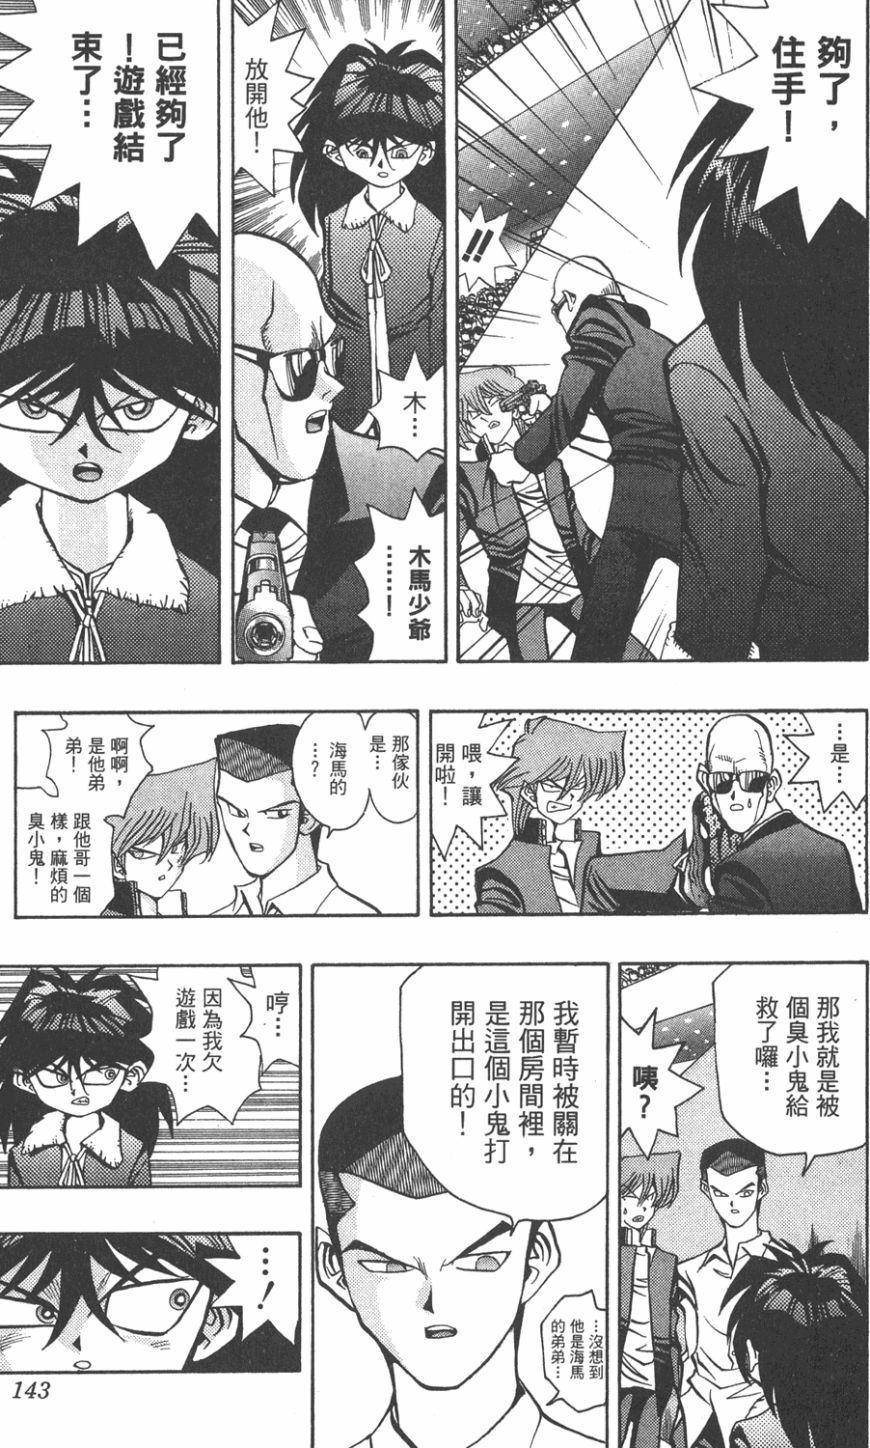 夠了，
住手！
!!
放開他！
木…
木馬少爺
……！
已經夠了
！遊戲結
束了…
…是…
喂，讓
開啦！
那傢伙
是…
海馬的
…？
啊啊，
是他弟
弟！
跟他哥一個
樣，麻煩的
臭小鬼！
那我就是被
個臭小鬼給
救了囉…
咦？
我暫時被關在
那個房間裡，
是這個小鬼打
開出口的！
…沒想到
他是海馬
的弟弟…
哼…
因為我欠
遊戲一次…
…！
143